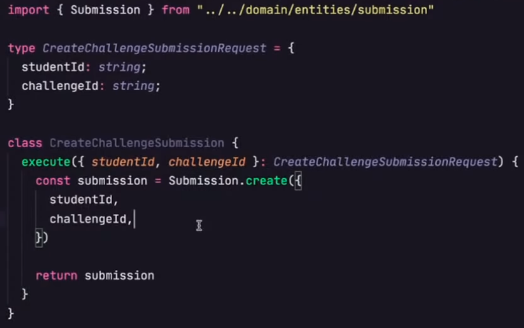 import { Submission } from "../../domain/entities/submission"
type CreateChallengeSubmissionRequest = {
studentId: string;
challengeId: string;
}
class CreateChallengeSubmission {
execute({ studentId, challengeId }: CreateChallengeSubmissionRequest) {
const submission = Submission.create({
studentId,
challengeId,
})
return submission
}
}